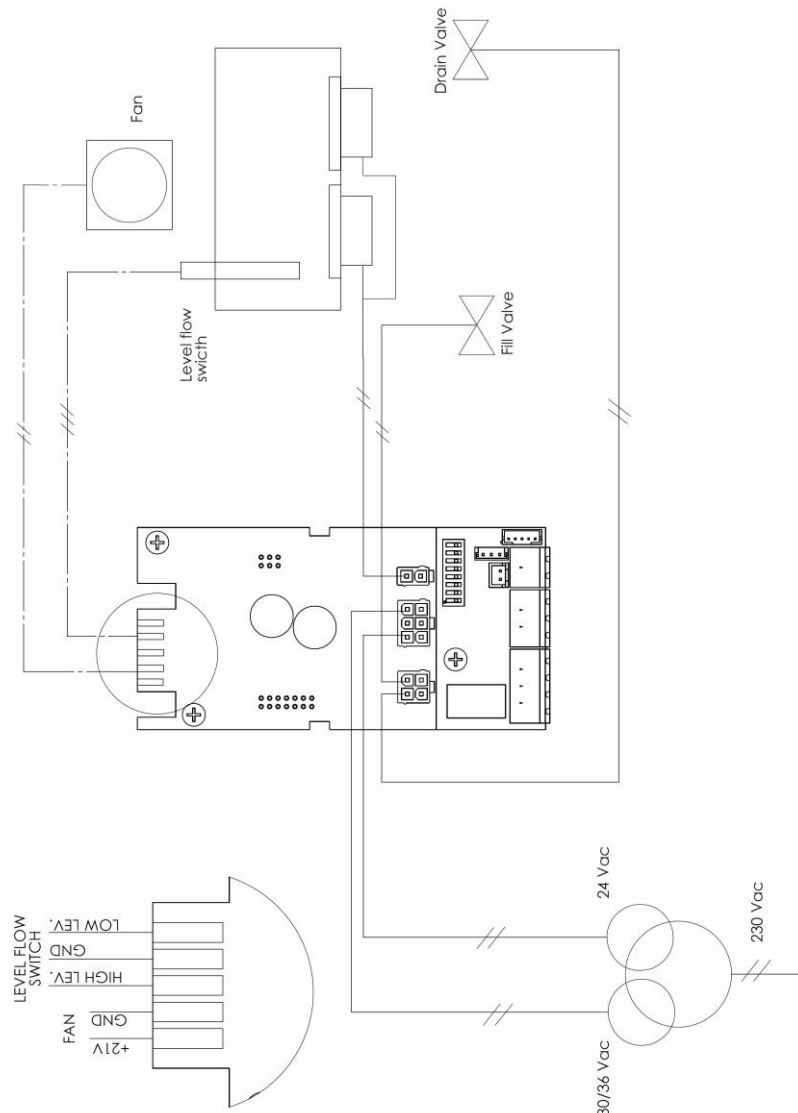 Drain Valve
Fan
Level flow
swicth
Fill Valve
LEVEL FLOW
SWITCH
LOW LEV.
GND
HIGH LEV.
FAN
GND
+21V
24 Vac
230 Vac
30/36 Vac